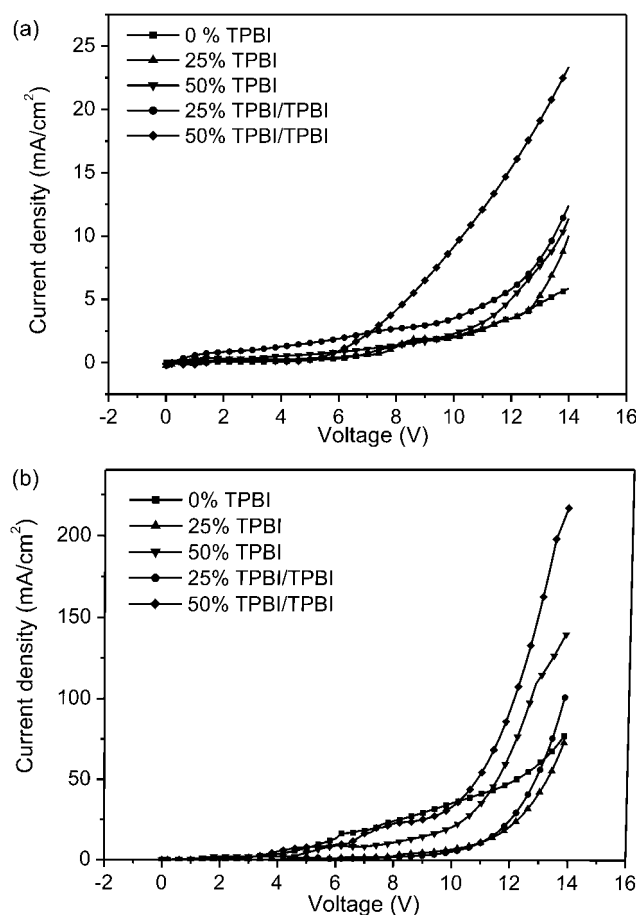 (a)
0 % TPBI
25% TPBI
50% TPBI
25% TPBI/TPBI
50% TPBI/TPBI
Current density (mA/cm²)
25
20
15
10
5
0
-2 0 2 4 6 8 10 12 14 16
Voltage (V)
(b)
0% TPBI
25% TPBI
50% TPBI
25% TPBI/TPBI
50% TPBI/TPBI
Current density (mA/cm²)
200
150
100
50
0
-2 0 2 4 6 8 10 12 14 16
Voltage (V)